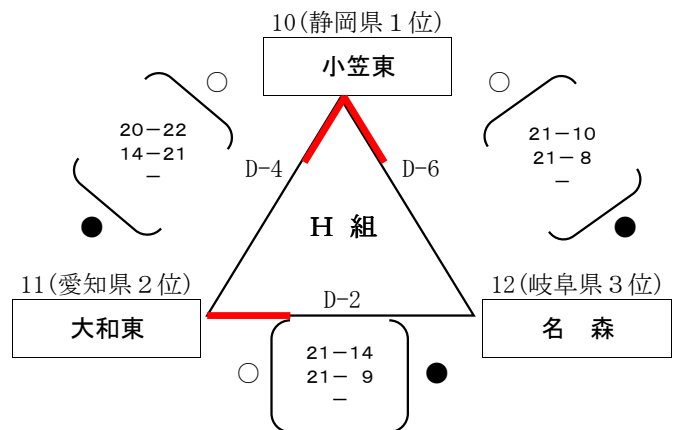 10(静岡県１位)
小笠東
○
○
20－22
14－21
－
21－10
21－8
－
D-4
D-6
●
H 組
●
11(愛知県２位)
12(岐阜県３位)
大和東
D-2
名　森
○
21－14
21－ 9
－
●